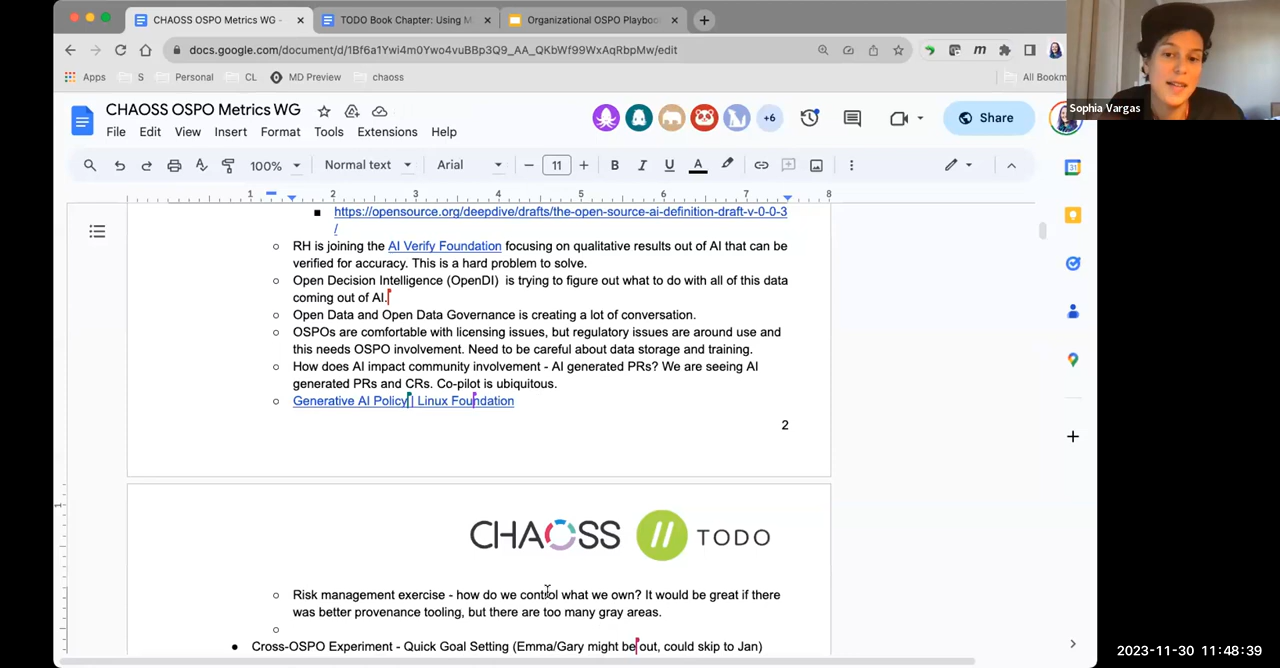 CHAOSS OSPO Metrics WG -
TODO Book Chapter: Using M
Organizational OSPO Playboo
docs.google.com/document/d/1Bf6a1Ywi4m0Ywo4vuBBp3Q9_AA_QKbWf99WxAqRbpMw/edit
Apps
S
Personal
CL
MD Preview
chaoss
All Bookm
Sophia Vargas
CHAOSS OSPO Metrics WG
File Edit View Insert Format Tools Extensions Help
+6
Share
100%
Normal text
Arial
11
B I U A
1 2 3 4 5 6 7 8
31
https://opensource.org/deepdive/drafts/the-open-source-ai-definition-draft-v-0-0-3
/
RH is joining the AI Verify Foundation focusing on qualitative results out of AI that can be
verified for accuracy. This is a hard problem to solve.
Open Decision Intelligence (OpenDI) is trying to figure out what to do with all of this data
coming out of AI.
Open Data and Open Data Governance is creating a lot of conversation.
OSPOs are comfortable with licensing issues, but regulatory issues are around use and
this needs OSPO involvement. Need to be careful about data storage and training.
How does AI impact community involvement - AI generated PRs? We are seeing AI
generated PRs and CRs. Co-pilot is ubiquitous.
Generative AI Policy | Linux Foundation
2
1
CHAOSS // TODO
Risk management exercise - how do we control what we own? It would be great if there
was better provenance tooling, but there are too many gray areas.
Cross-OSPO Experiment - Quick Goal Setting (Emma/Gary might be out, could skip to Jan)
2023-11-30 11:48:39